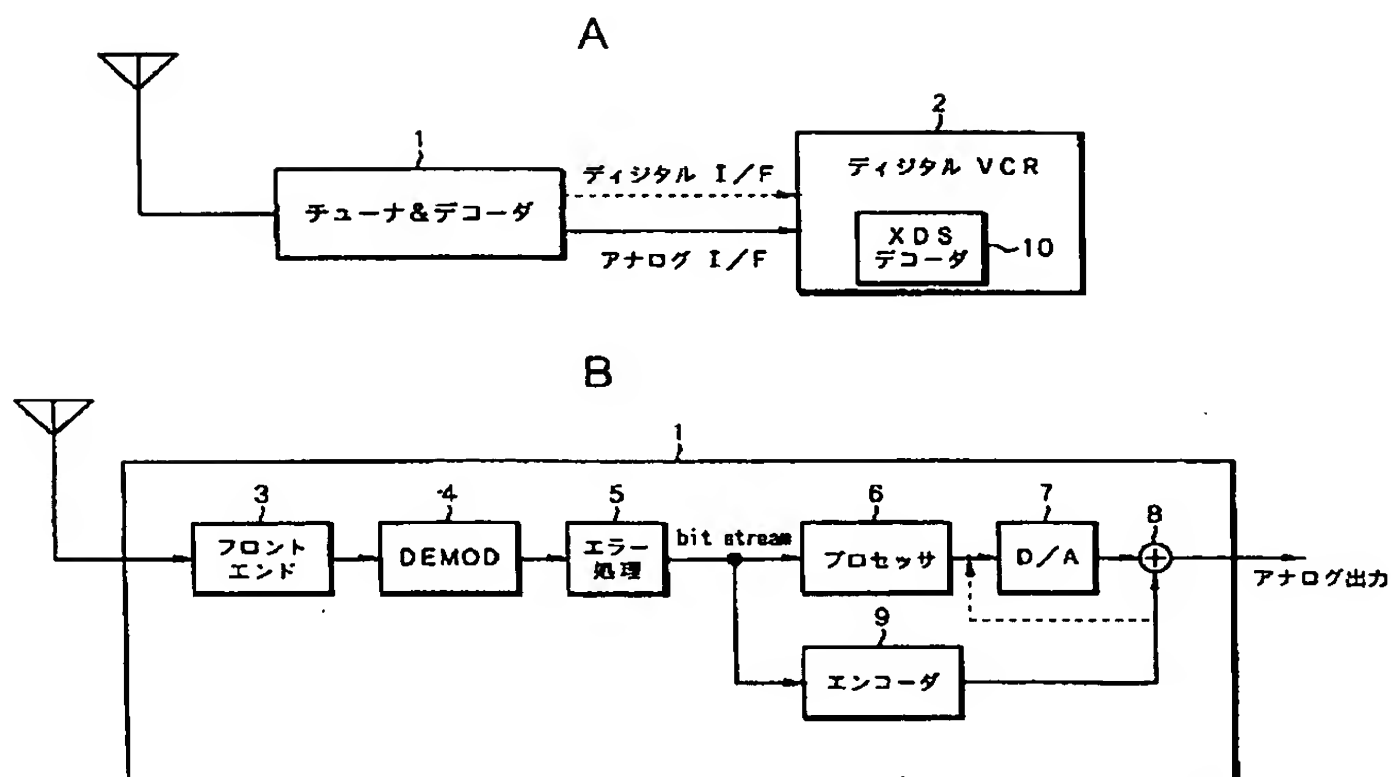 A
1
チューナ&デコーダ
ディジタル I/F
アナログ I/F
2
ディジタル VCR
XDS
デコーダ
10
B
1
3
フロント
エンド
4
DEMOD
5
エラー
処理
bit stream
6
プロセッサ
7
D/A
8
+
アナログ出力
9
エンコーダ